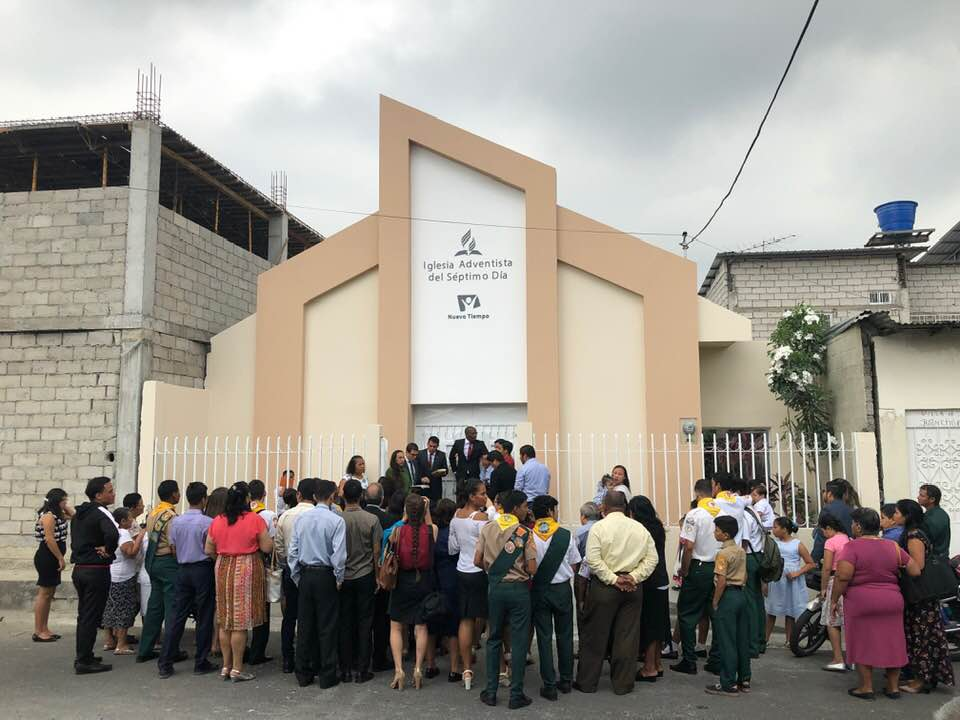 Iglesia Adventista
del Séptimo Día
Nuevo Tiempo